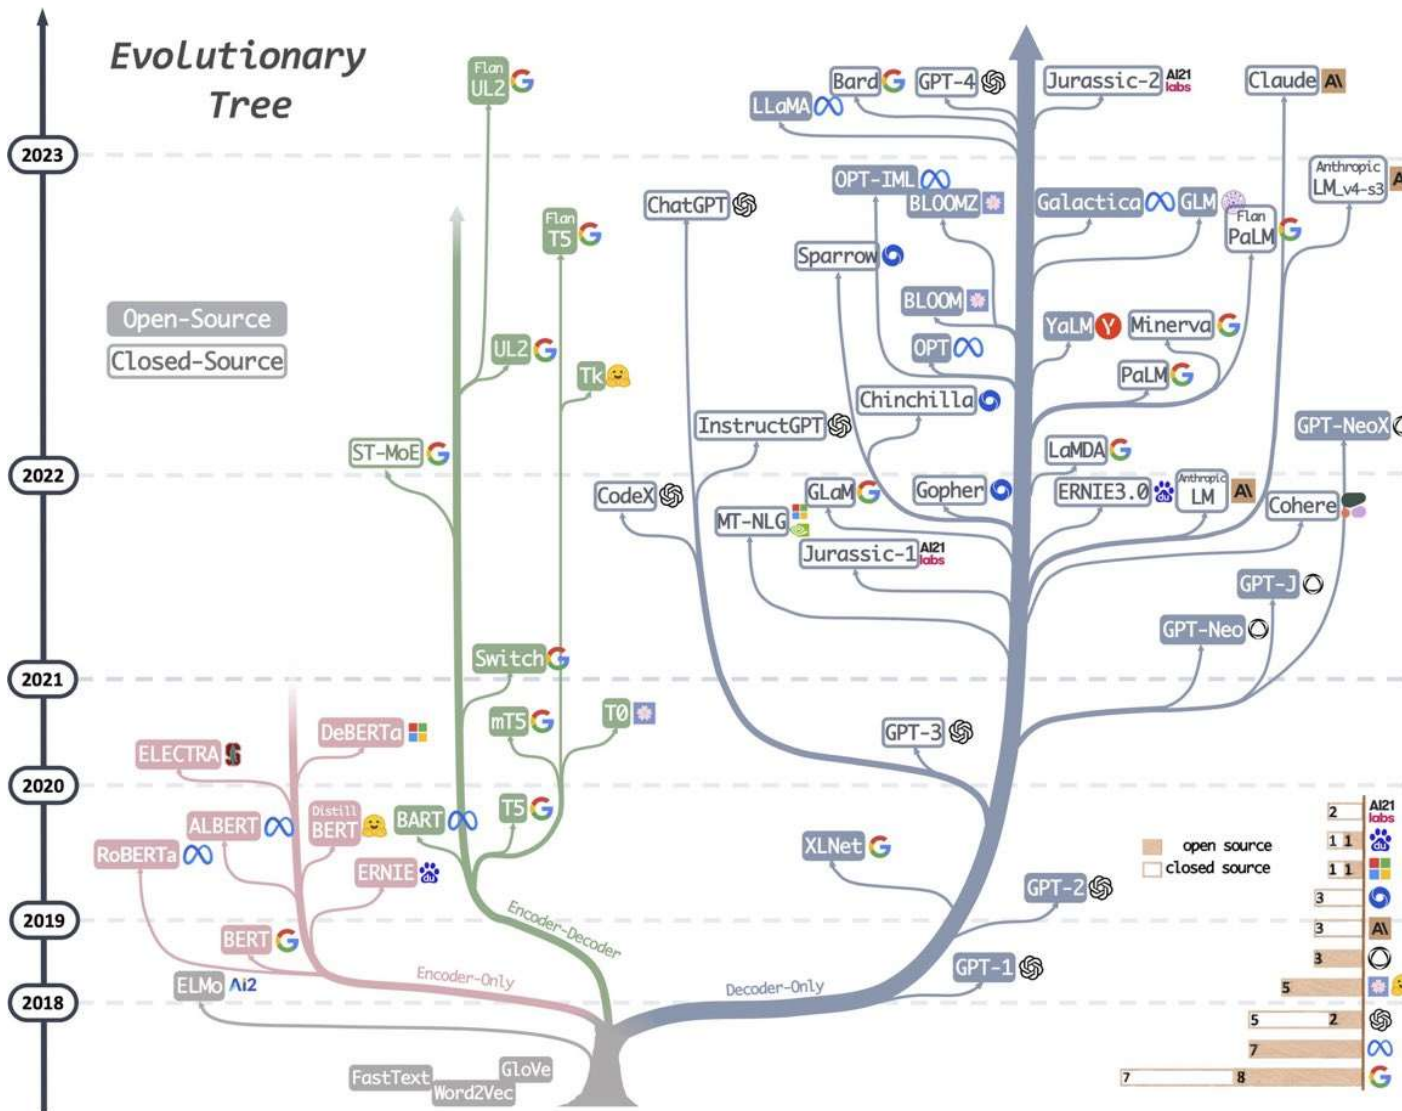 Evolutionary
Tree
2023
2022
2021
2020
2019
2018
Open-Source
Closed-Source
Flan
UL2
Flan
T5
UL2
Tk
ST-MoE
Switch
mT5
T0
T5
BART
DeBERTa
ELECTRA
ALBERT
Distill
BERT
RoBERTa
ERNIE
BERT
ELMo
Ai2
Encoder-Only
Encoder-Decoder
Decoder-Only
FastText
Word2Vec
GloVe
Bard
GPT-4
Jurassic-2
AI21
labs
Claude
A\
LLaMA
OPT-IML
BLOOMZ
Galactica
GLM
Anthropic
LM_v4-s3
ChatGPT
Flan
PaLM
Sparrow
BLOOM
YaLM
Y
Minerva
OPT
PaLM
Chinchilla
InstructGPT
GPT-NeoX
LaMDA
CodeX
GLaM
Gopher
ERNIE3.0
du
Anthropic
LM
A\
Cohere
MT-NLG
Jurassic-1
AI21
labs
GPT-J
GPT-Neo
GPT-3
XLNet
GPT-2
GPT-1
open source
closed source
2
AI21
labs
1 1
du
1 1
3
3
A\
3
5
5 2
7
7 8